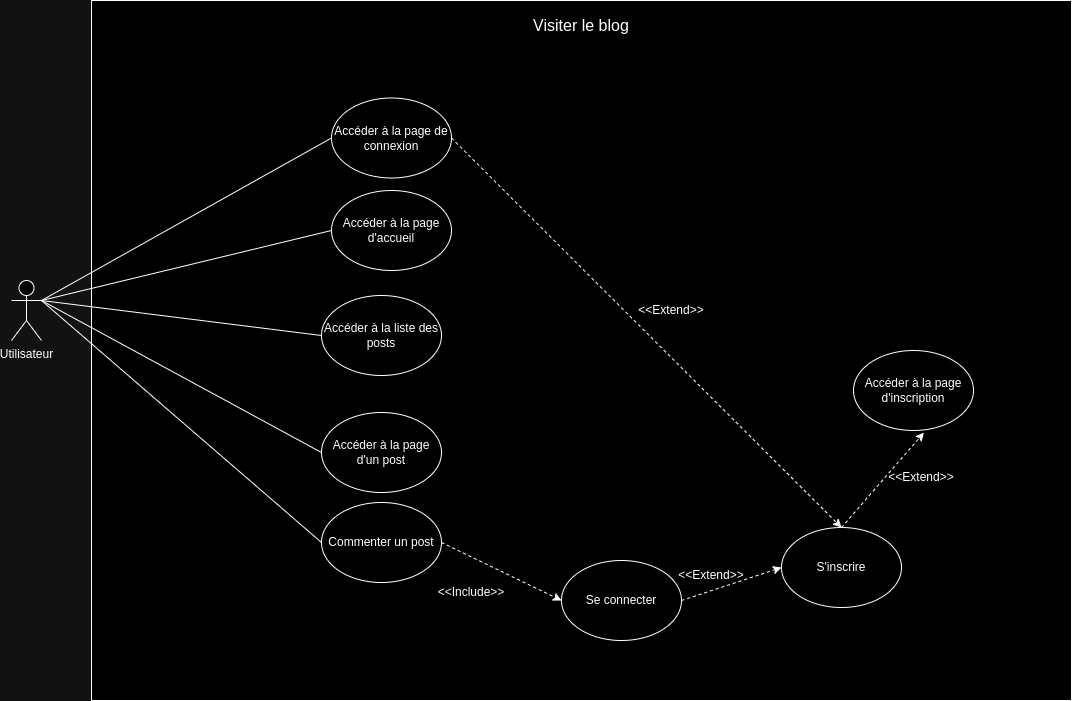 Visiter le blog
Accéder à la page de
connexion
Accéder à la page
d'accueil
<<Extend>>
Accéder à la liste des
posts
Utilisateur
Accéder à la page
d'inscription
Accéder à la page
d'un post
<<Extend>>
Commenter un post
<<Include>>
Se connecter
<<Extend>>
S'inscrire